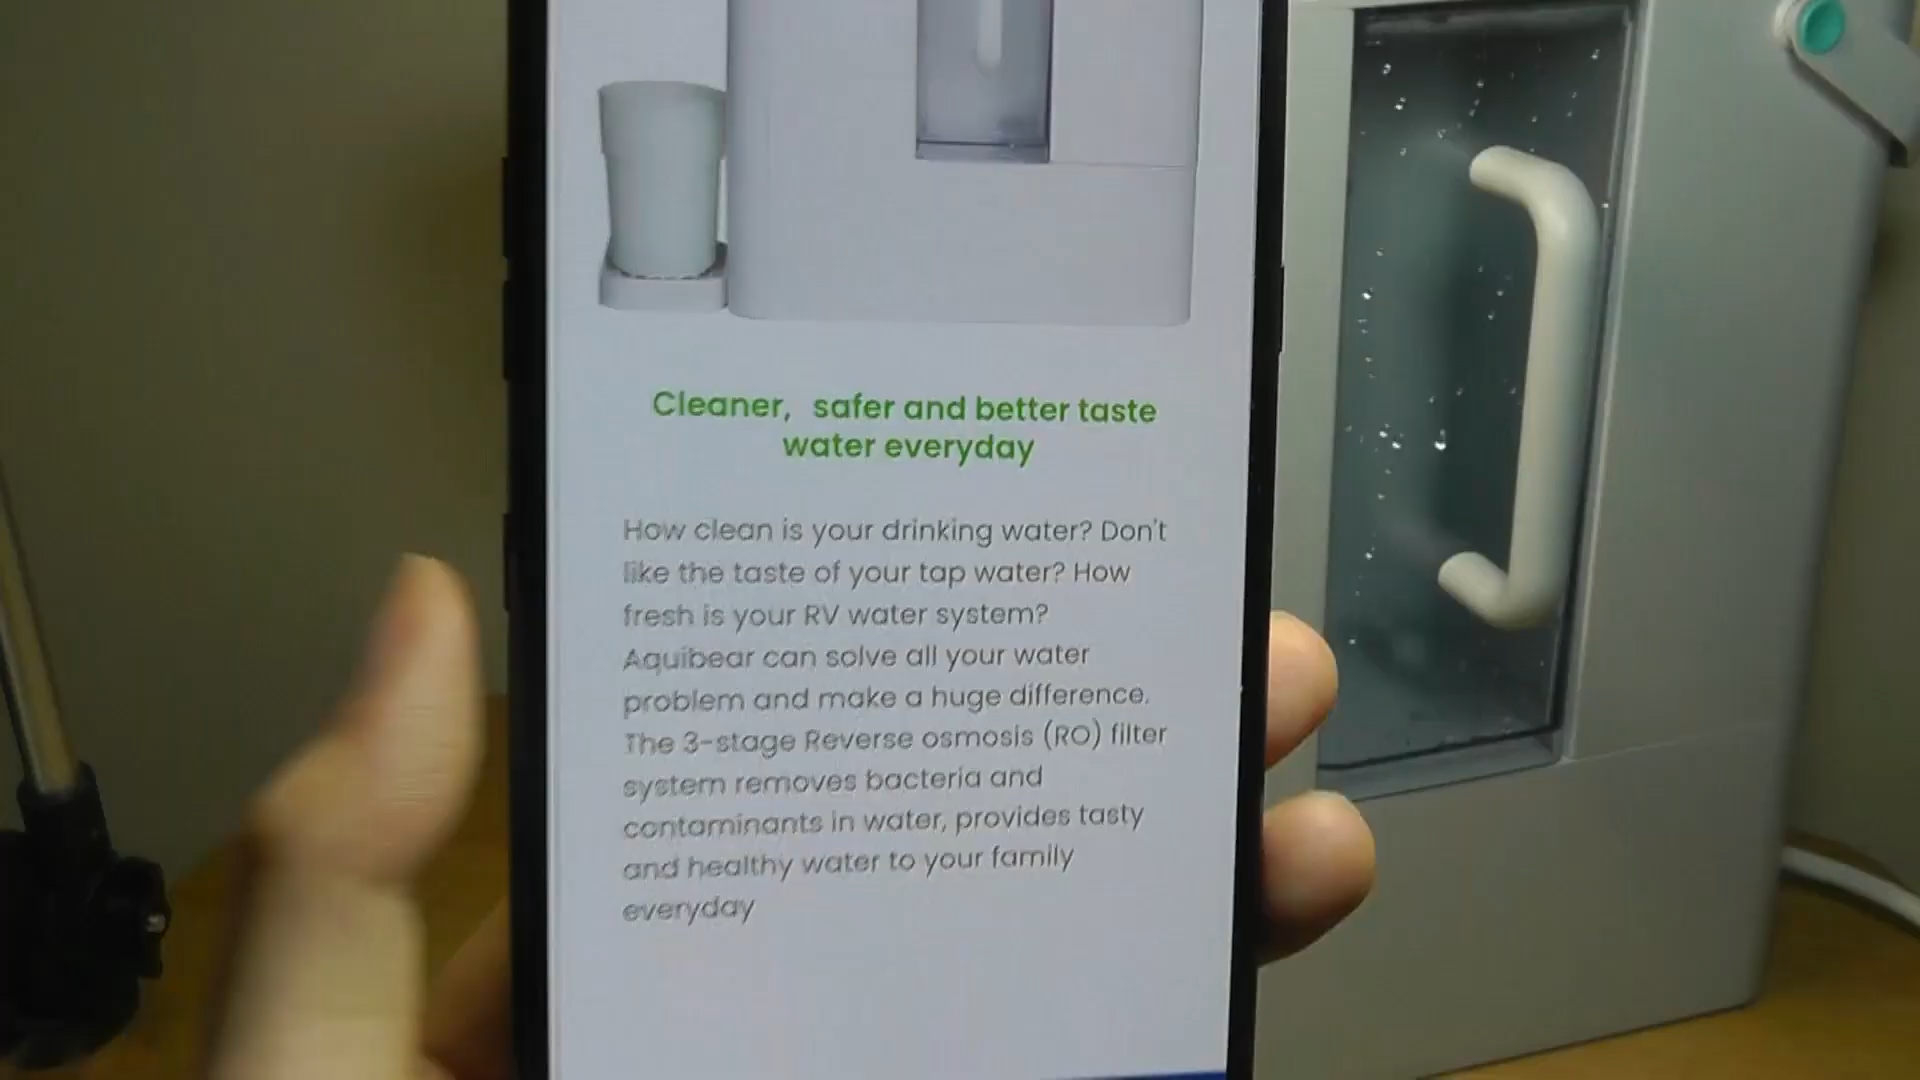 Cleaner, safer and better taste
water everyday
How clean is your drinking water? Don't
like the taste of your tap water? How
fresh is your RV water system?
Aquibear can solve all your water
problem and make a huge difference.
The 3-stage Reverse osmosis (RO) filter
system removes bacteria and
contaminants in water, provides tasty
and healthy water to your family
everyday